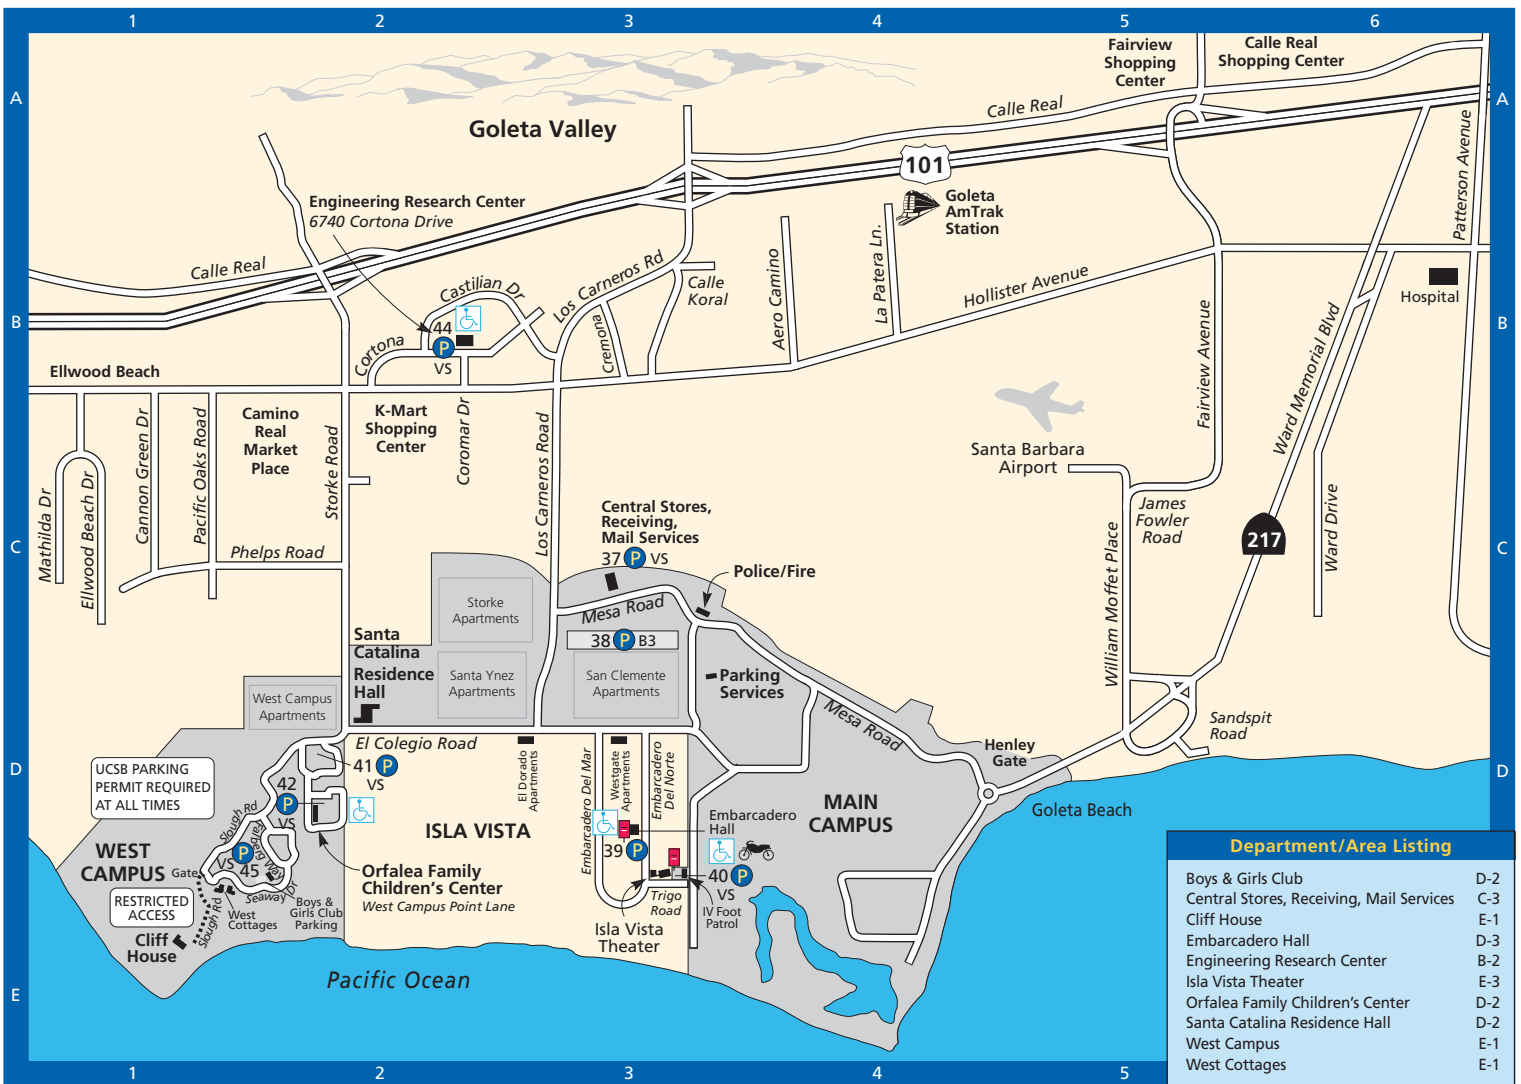 1 2 3 4 5 6
Fairview
Shopping
Center
Calle Real
Shopping Center
A
A
Calle Real
Goleta Valley
101
Patterson Avenue
Engineering Research Center
6740 Cortona Drive
Goleta
AmTrak
Station
La Patera Ln.
Calle Real
Castilian Dr
Los Carneros Rd
Calle
Koral
Aero Camino
Hollister Avenue
Hospital
B
B
44
P
VS
Cortona
Cremona
Fairview Avenue
Ward Memorial Blvd
Ellwood Beach
Camino
Real
Market
Place
K-Mart
Shopping
Center
Coromar Dr
Mathilda Dr
Ellwood Beach Dr
Cannon Green Dr
Pacific Oaks Road
Storke Road
Los Carneros Road
Santa Barbara
Airport
James
Fowler
Road
William Moffet Place
217
Ward Drive
C
C
Phelps Road
Central Stores,
Receiving,
Mail Services
37 P VS
Police/Fire
Storke
Apartments
Mesa Road
38 P B3
Santa
Catalina
Residence
Hall
Santa Ynez
Apartments
San Clemente
Apartments
Parking
Services
West Campus
Apartments
Mesa Road
Sandspit
Road
Henley
Gate
El Colegio Road
D
D
41 P
VS
UCSB PARKING
PERMIT REQUIRED
AT ALL TIMES
42
P
VS
El Dorado
Apartments
Embarcadero Del Mar
Westgate
Apartments
Embarcadero
Del Norte
MAIN
CAMPUS
Goleta Beach
Slough Rd
Fairberg Way
ISLA VISTA
Embarcadero
Hall
39 P
WEST
CAMPUS
P
VS
45
Gate
Seaway Dr
Orfalea Family
Children's Center
West Campus Point Lane
40 P
VS
RESTRICTED
ACCESS
Slough Rd
West
Cottages
Boys &
Girls Club
Parking
Trigo
Road
IV Foot
Patrol
Isla Vista
Theater
Cliff
House
Pacific Ocean
E
Department/Area Listing
Boys & Girls Club D-2
Central Stores, Receiving, Mail Services C-3
Cliff House E-1
Embarcadero Hall D-3
Engineering Research Center B-2
Isla Vista Theater E-3
Orfalea Family Children's Center D-2
Santa Catalina Residence Hall D-2
West Campus E-1
West Cottages E-1
1 2 3 4 5